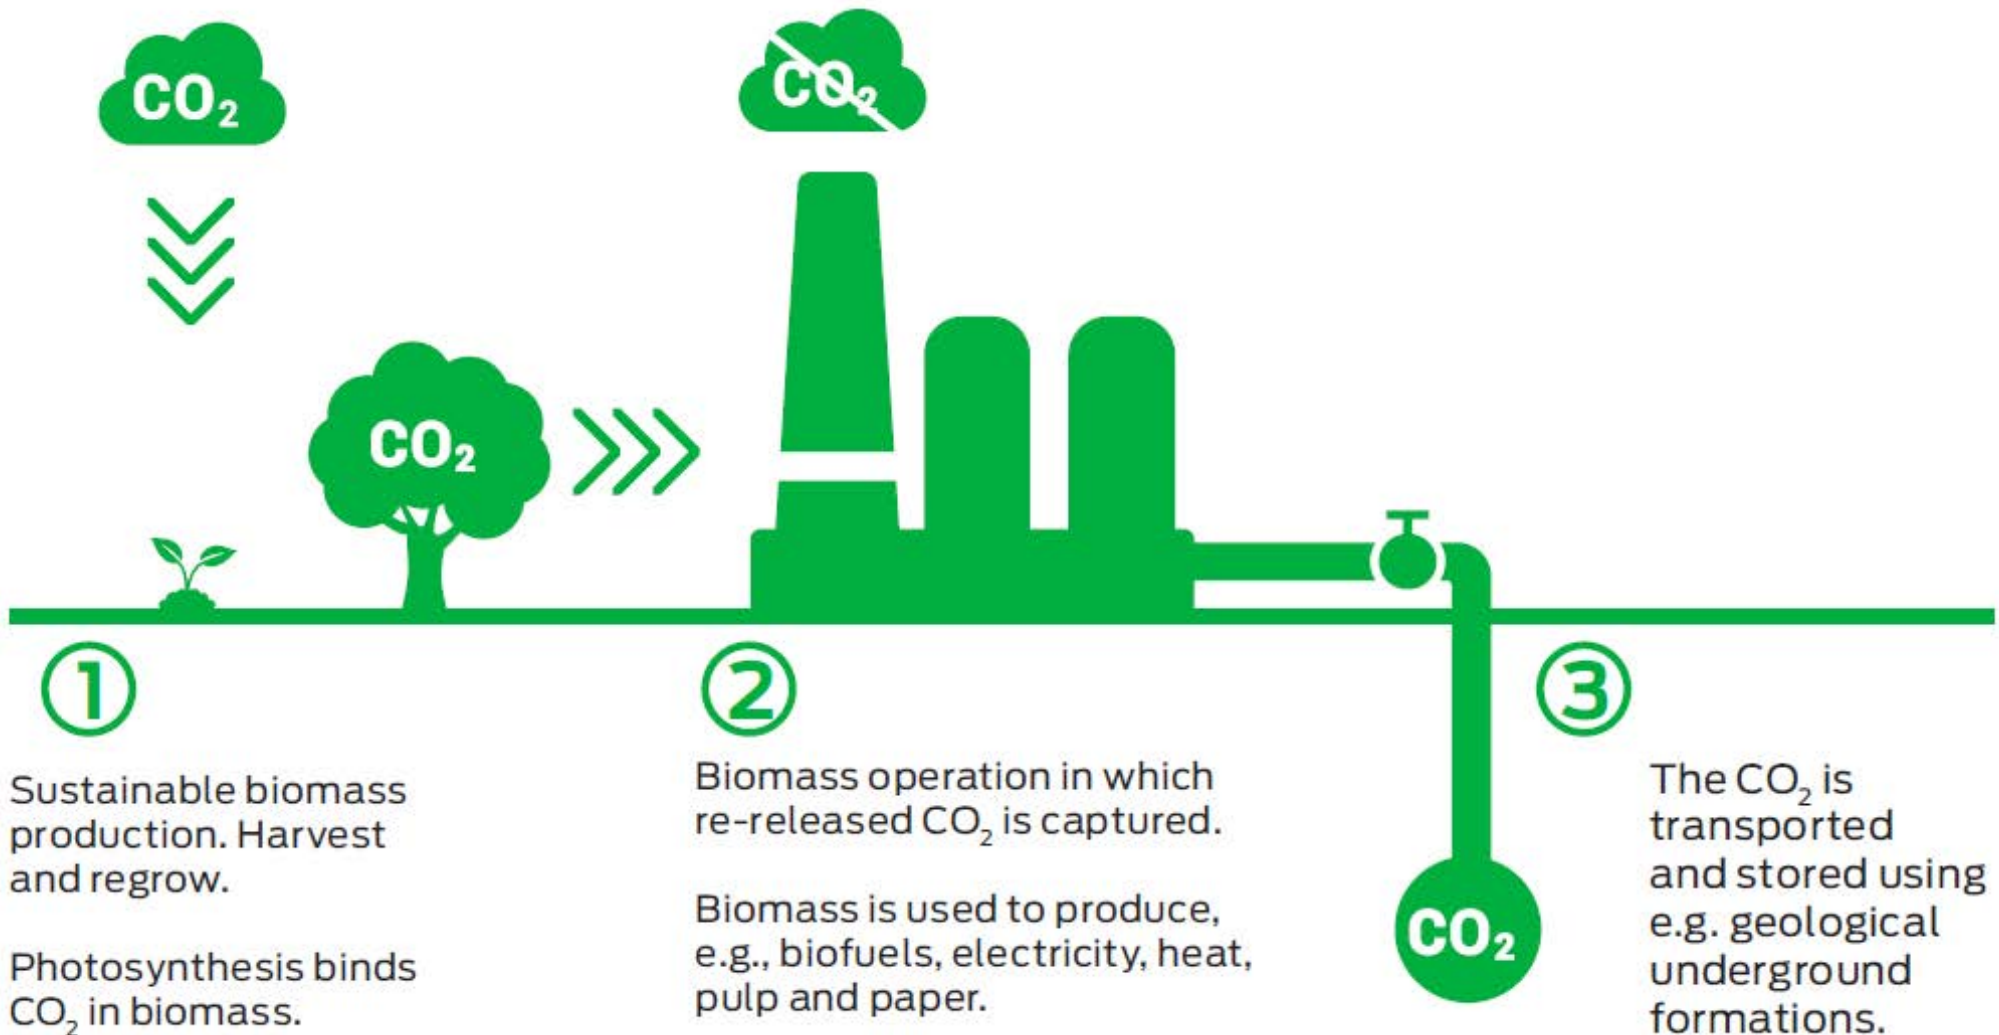 CO₂
CO₂
CO₂
1
Sustainable biomass
production. Harvest
and regrow.
Photosynthesis binds
CO₂ in biomass.
2
Biomass operation in which
re-released CO₂ is captured.
Biomass is used to produce,
e.g., biofuels, electricity, heat,
pulp and paper.
CO₂
3
The CO₂ is
transported
and stored using
e.g. geological
underground
formations.